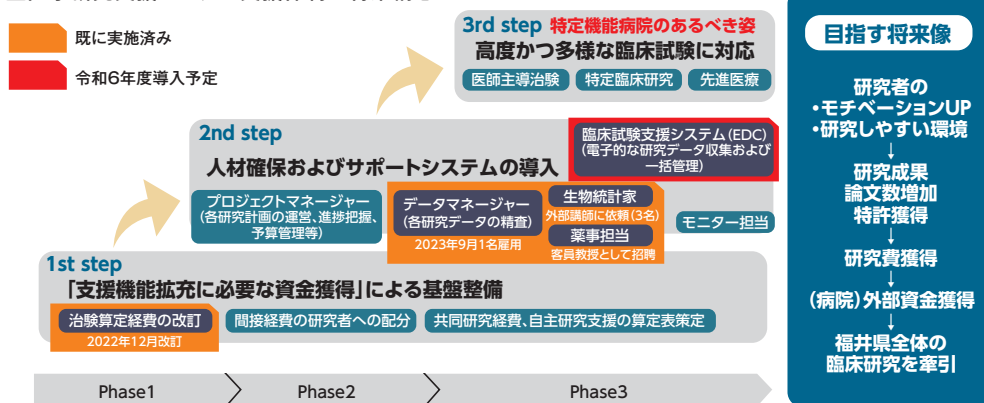 既に実施済み
令和6年度導入予定
3rd step 特定機能病院のあるべき姿
高度かつ多様な臨床試験に対応
医師主導治験 特定臨床研究 先進医療
2nd step
人材確保およびサポートシステムの導入
臨床試験支援システム(EDC)
(電子的な研究データ収集および
一括管理)
プロジェクトマネージャー
(各研究計画の運営、進捗把握、
予算管理等)
データマネージャー
(各研究データの精査)
2023年9月1名雇用
生物統計家
外部講師に依頼(3名)
薬事担当
客員教授として招聘
モニター担当
1st step
「支援機能拡充に必要な資金獲得」による基盤整備
治験算定経費の改訂
2022年12月改訂
間接経費の研究者への配分
共同研究経費、自主研究支援の算定表策定
Phase1 Phase2 Phase3
目指す将来像
研究者の
・モチベーションUP
・研究しやすい環境
研究成果
論文数増加
特許獲得
研究費獲得
(病院)外部資金獲得
福井県全体の
臨床研究を牽引